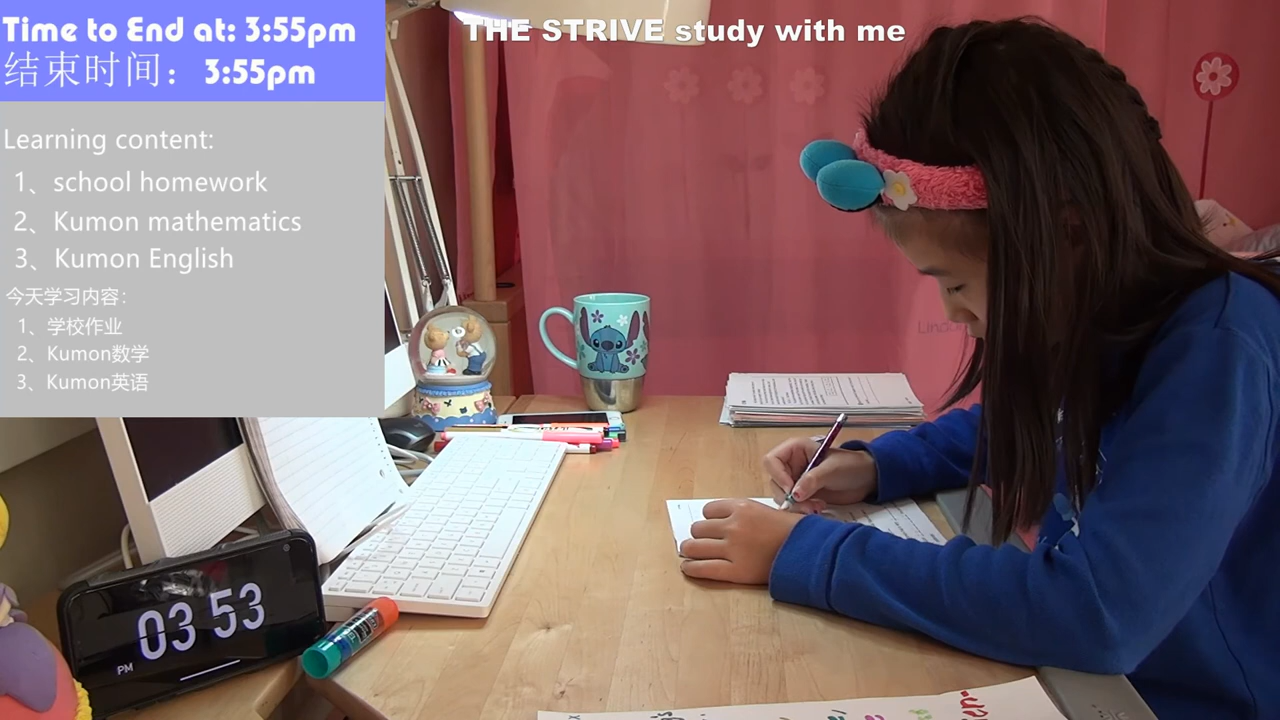 THE STRIVE study with me
Time to End at: 3:55pm
结束时间：3:55pm
Learning content:
1、school homework
2、Kumon mathematics
3、Kumon English
今天学习内容：
1、学校作业
2、Kumon数学
3、Kumon英语
03 53
PM